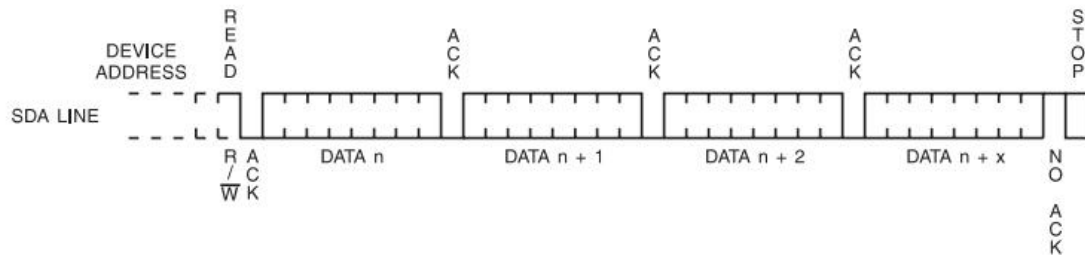 READ
ACK
ACK
ACK
STOP
DEVICE
ADDRESS
SDA LINE
R/W
ACK
DATA n
DATA n + 1
DATA n + 2
DATA n + x
NO ACK